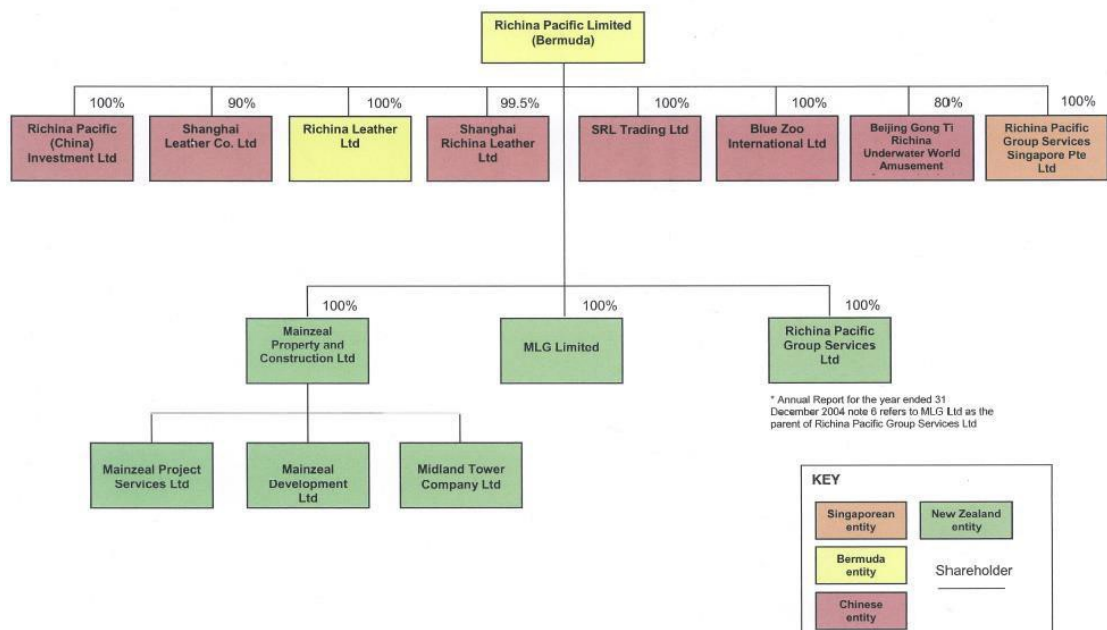 Richina Pacific Limited
(Bermuda)
100%
90%
100%
99.5%
100%
100%
80%
100%
Richina Pacific
(China)
Investment Ltd
Shanghai
Leather Co. Ltd
Richina Leather
Ltd
Shanghai
Richina Leather
Ltd
SRL Trading Ltd
Blue Zoo
International Ltd
Beijing Gong Ti
Richina
Underwater World
Amusement
Richina Pacific
Group Services
Singapore Pte
Ltd
100%
100%
100%
Mainzeal
Property and
Construction Ltd
MLG Limited
Richina Pacific
Group Services
Ltd
* Annual Report for the year ended 31
December 2004 note 6 refers to MLG Ltd as the
parent of Richina Pacific Group Services Ltd
Mainzeal Project
Services Ltd
Mainzeal
Development
Ltd
Midland Tower
Company Ltd
KEY
Singaporean
entity
New Zealand
entity
Bermuda
entity
Shareholder
Chinese
entity